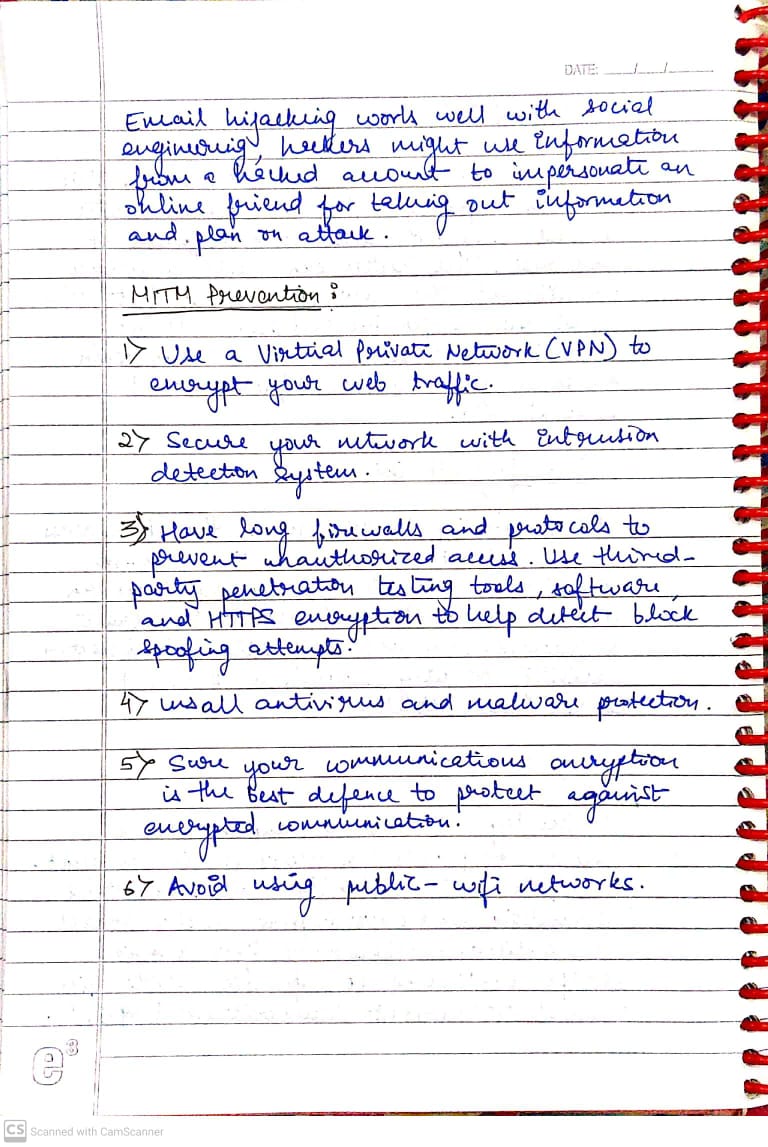 DATE: __/__/____
Email hijacking works well with social
engineering, hackers might use information
from a hacked account to impersonate an
online friend for taking out information
and plan on attack.
MITM Prevention :
1) Use a Virtual Private Network (VPN) to
encrypt your web traffic.
2) Secure your network with intrusion
detection system.
3) Have long firewalls and protocols to
prevent unauthorized access. Use third-
party penetration testing tools, software,
and HTTPS encryption to help detect block
spoofing attempts.
4) insall antivirus and malware protection.
5) Sure your communications encryption
is the best defence to protect against
encrypted communication.
6) Avoid using public-wifi networks.
e3
CS Scanned with CamScanner